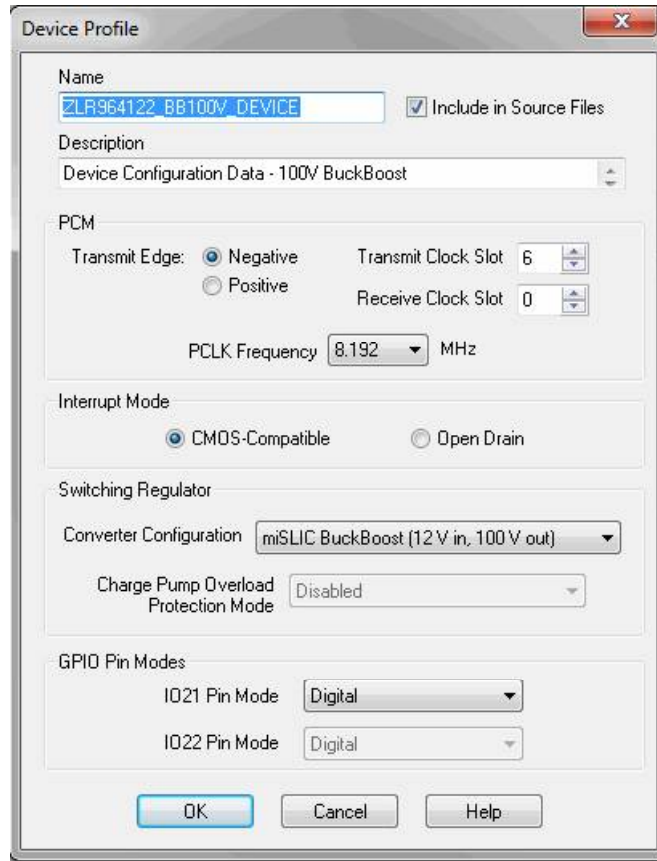 Device Profile
Name
ZLR964122_BB100V_DEVICE
Include in Source Files
Description
Device Configuration Data - 100V BuckBoost
PCM
Transmit Edge:
Negative
Positive
Transmit Clock Slot 6
Receive Clock Slot 0
PCLK Frequency 8.192 MHz
Interrupt Mode
CMOS-Compatible
Open Drain
Switching Regulator
Converter Configuration miSLIC BuckBoost (12 V in, 100 V out)
Charge Pump Overload
Protection Mode
Disabled
GPIO Pin Modes
IO21 Pin Mode Digital
IO22 Pin Mode Digital
OK Cancel Help